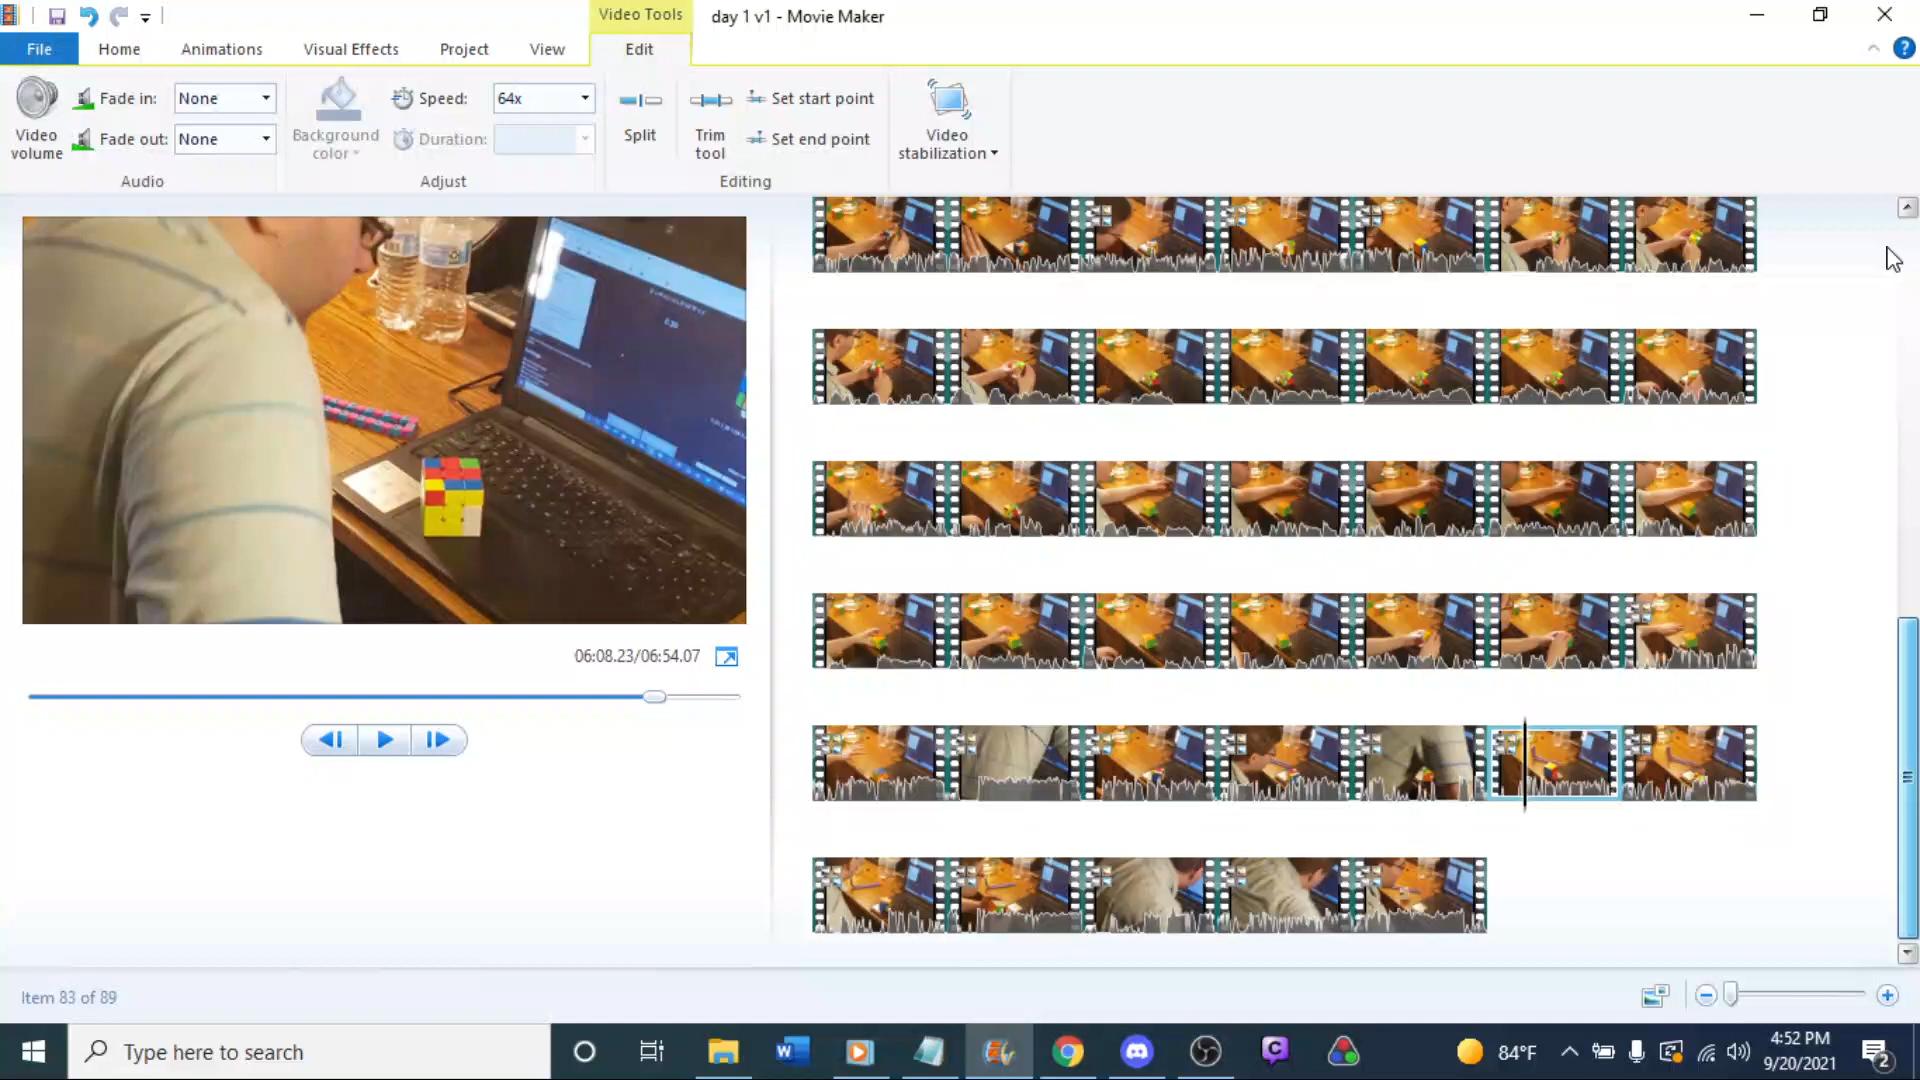 Video Tools
day 1 v1 - Movie Maker
File
Home
Animations
Visual Effects
Project
View
Edit
Video
volume
Fade in:
None
Fade out:
None
Audio
Background
color
Speed:
64x
Duration:
Adjust
Split
Trim
tool
Set start point
Set end point
Editing
Video
stabilization
06:08.23/06:54.07
Item 83 of 89
Type here to search
84°F
4:52 PM
9/20/2021
2